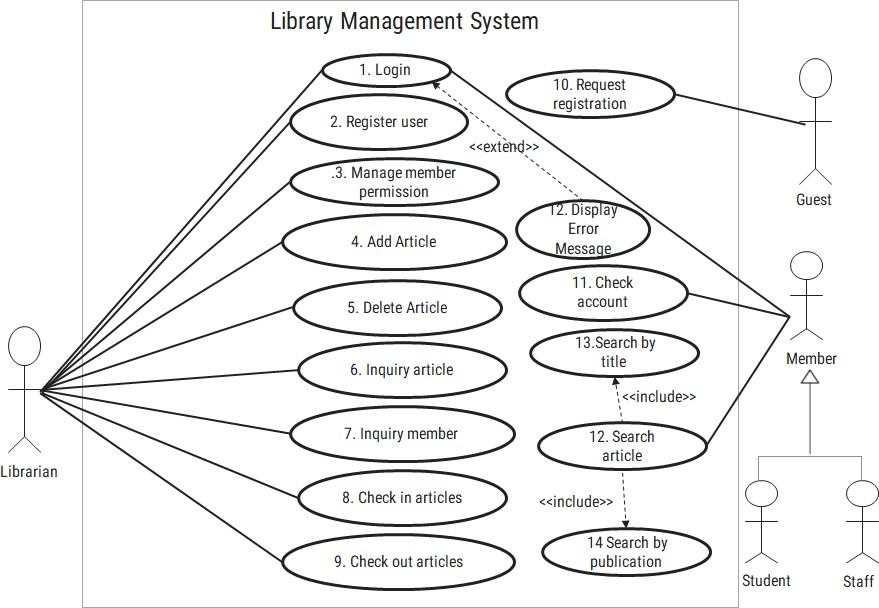 Library Management System
1. Login
10. Request
registration
2. Register user
<<extend>>
.3. Manage member
permission
Guest
12. Display
Error
Message
4. Add Article
11. Check
account
5. Delete Article
13.Search by
title
Member
6. Inquiry article
<<include>>
7. Inquiry member
12. Search
article
Librarian
8. Check in articles
<<include>>
14 Search by
publication
9. Check out articles
Student
Staff